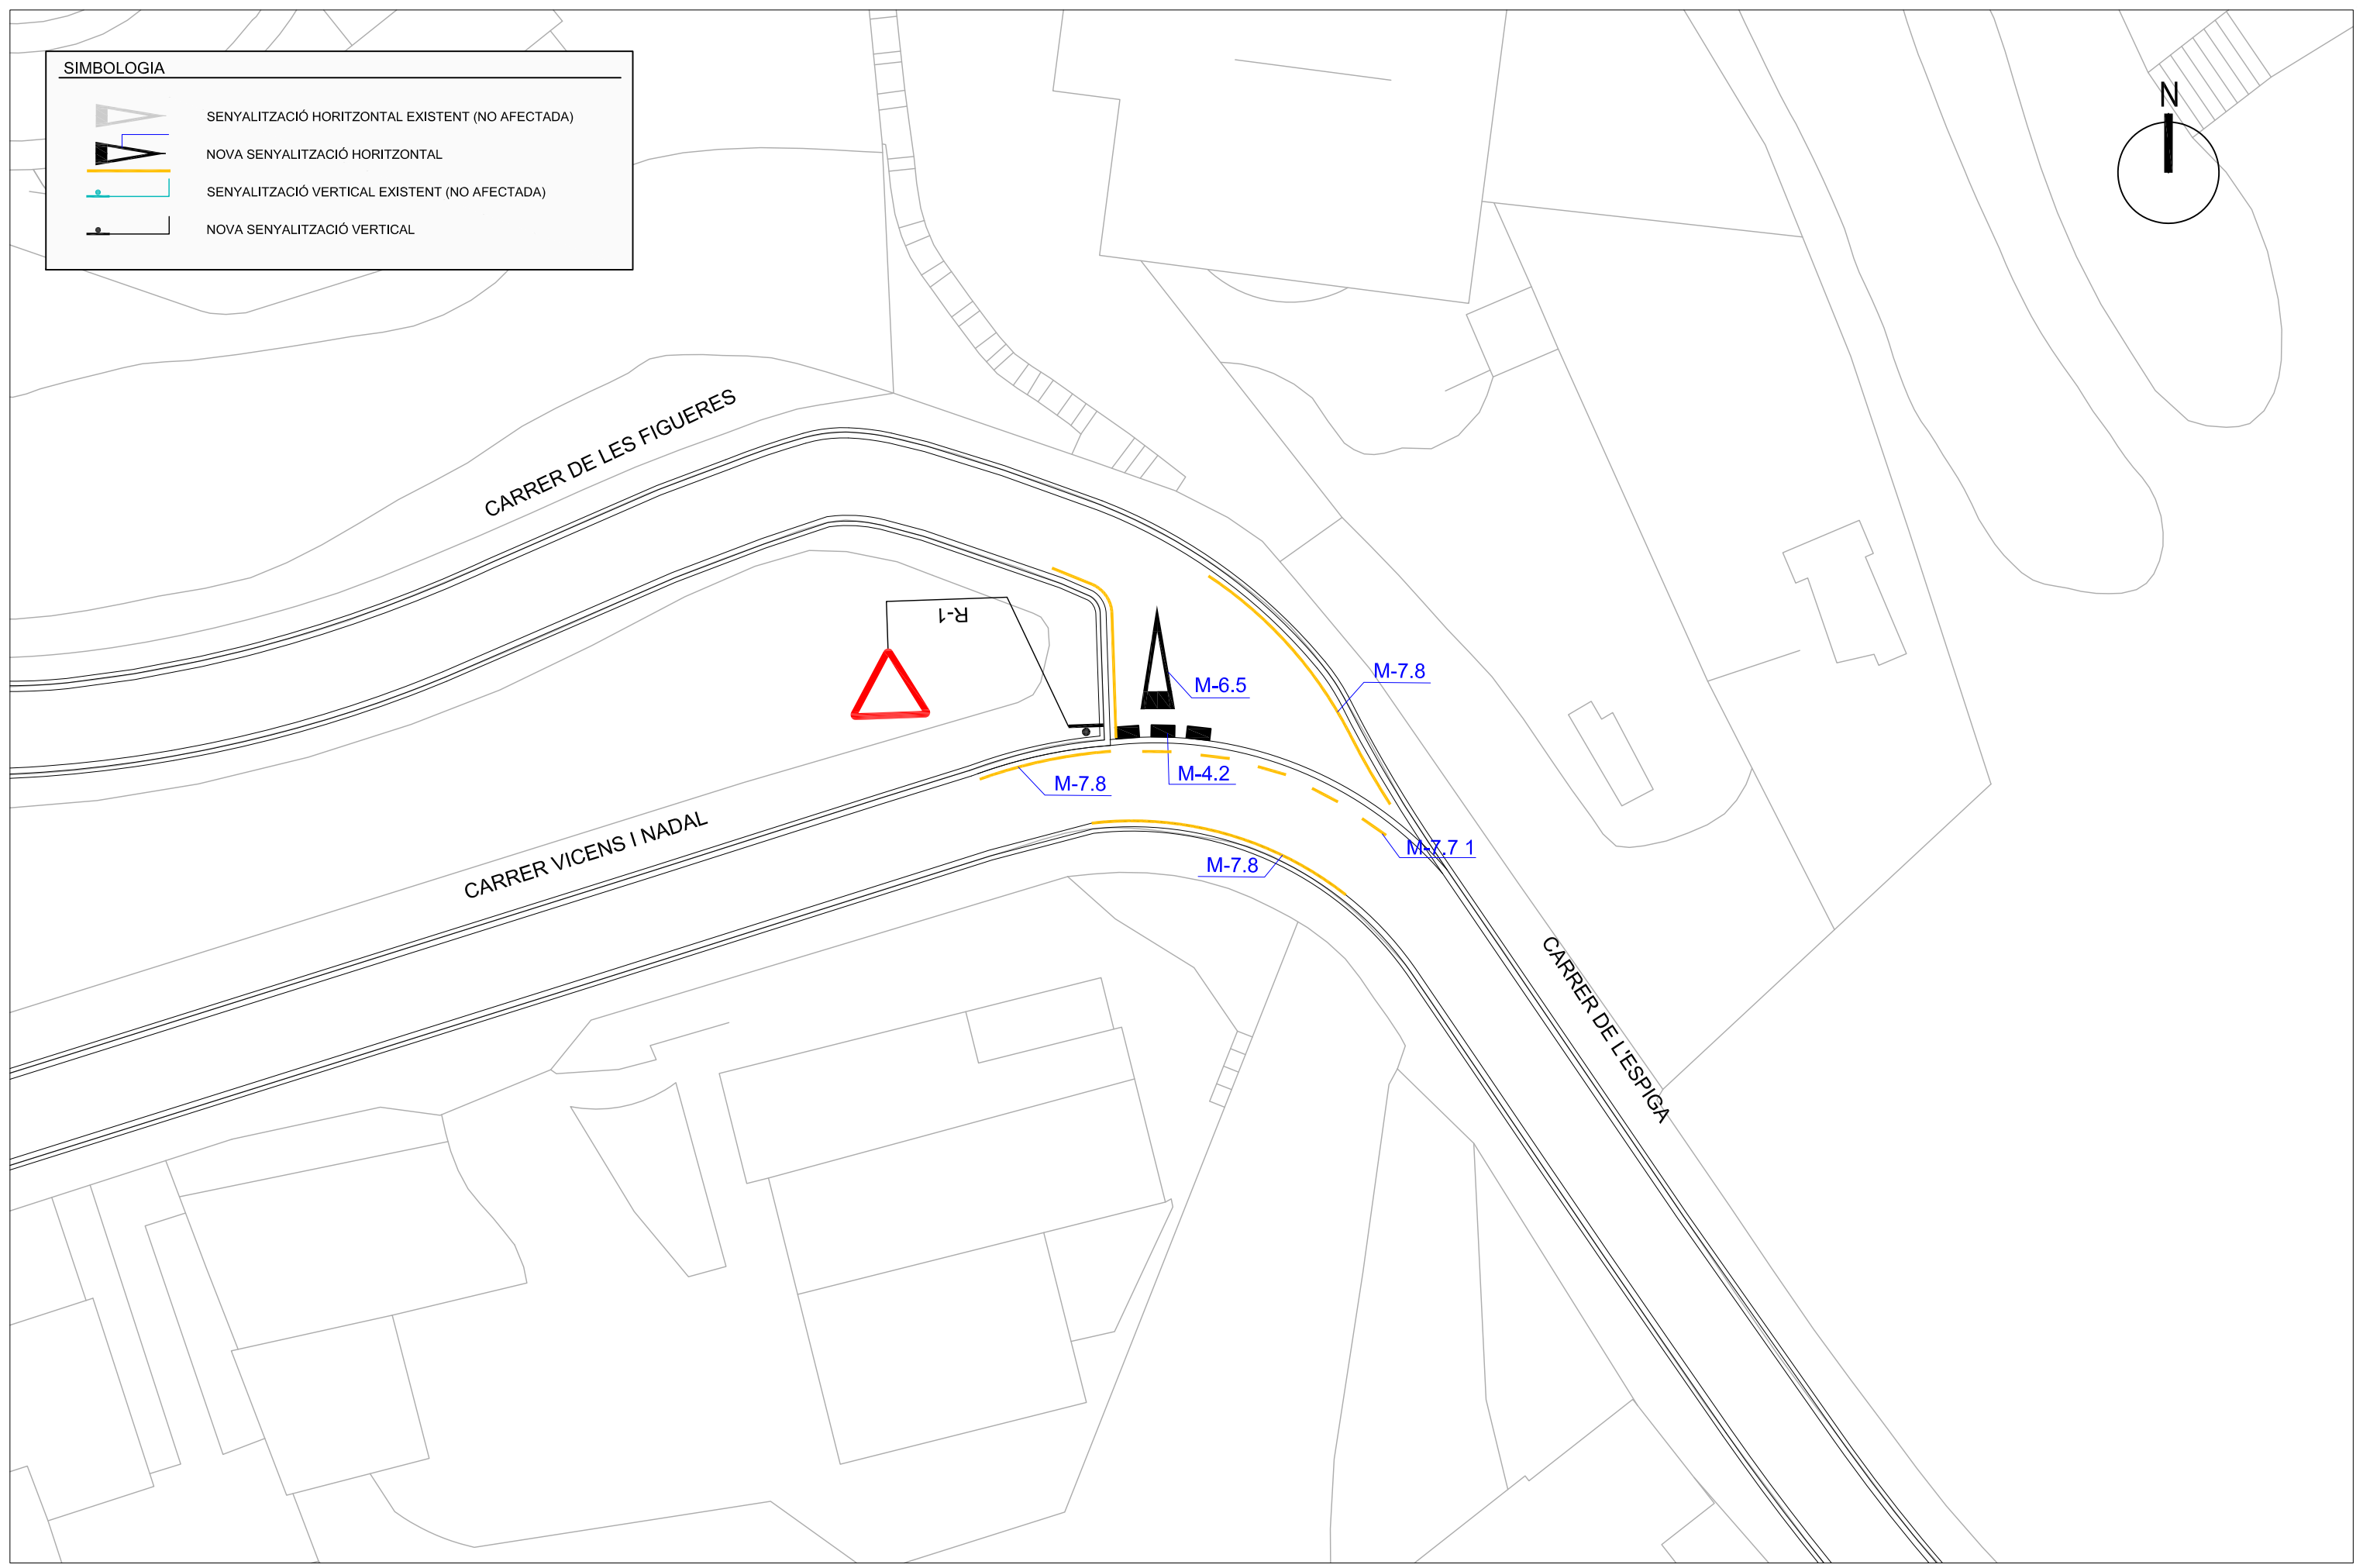 SIMBOLOGIA
SENYALITZACIÓ HORITZONTAL EXISTENT (NO AFECTADA)
NOVA SENYALITZACIÓ HORITZONTAL
SENYALITZACIÓ VERTICAL EXISTENT (NO AFECTADA)
NOVA SENYALITZACIÓ VERTICAL
N
CARRER DE LES FIGUERES
R-1
M-6.5
M-7.8
M-4.2
M-7.8
M-7.7 1
M-7.8
CARRER VICENS I NADAL
CARRER DE L'ESPIGA